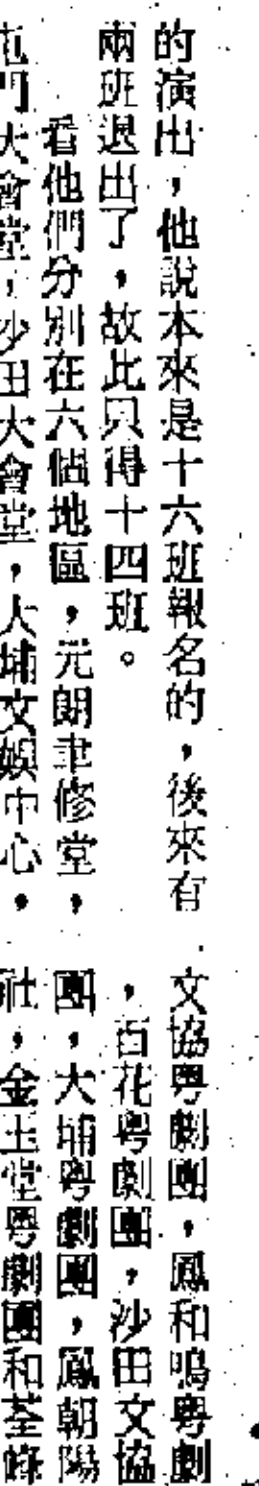 的演出，他說本來是十六班報名的，後來有
兩班退出了，故此只得十四班。
看他們分別在六個地區，元朗聿修堂，
屯門大會堂，沙田大會堂，大埔文娛中心，
文協粵劇團，鳳和鳴粵劇
，百花粵劇團，沙田文協
團，大埔粵劇團，鳳朝陽
社，金玉堂粵劇團和荃峰